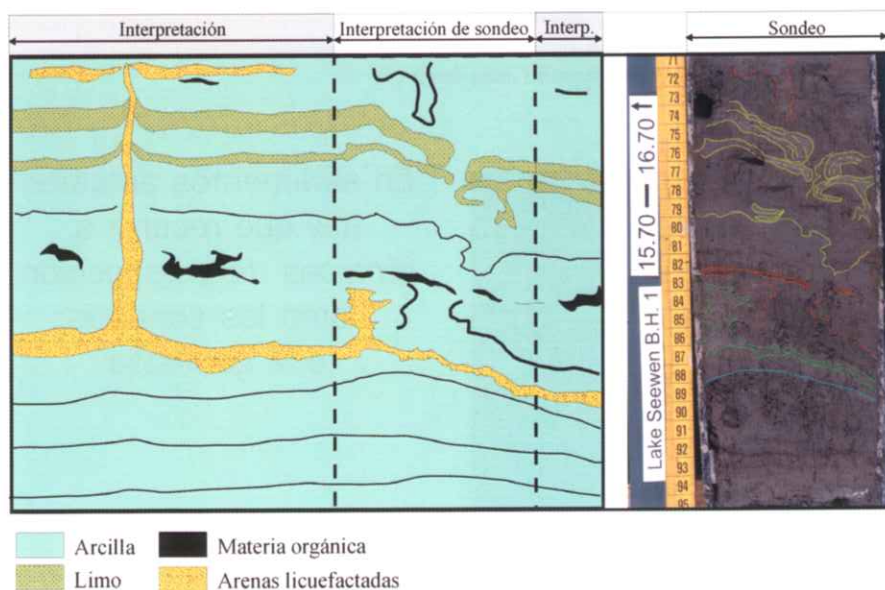 Interpretación
Interpretación de sondeo
Interp.
Sondeo
Lake Seewen B.H. 1
15.70 — 16.70
71
72
73
74
75
76
77
78
79
80
81
82
83
84
85
86
87
88
89
90
91
92
93
94
95
Arcilla
Materia orgánica
Limo
Arenas licuefactadas